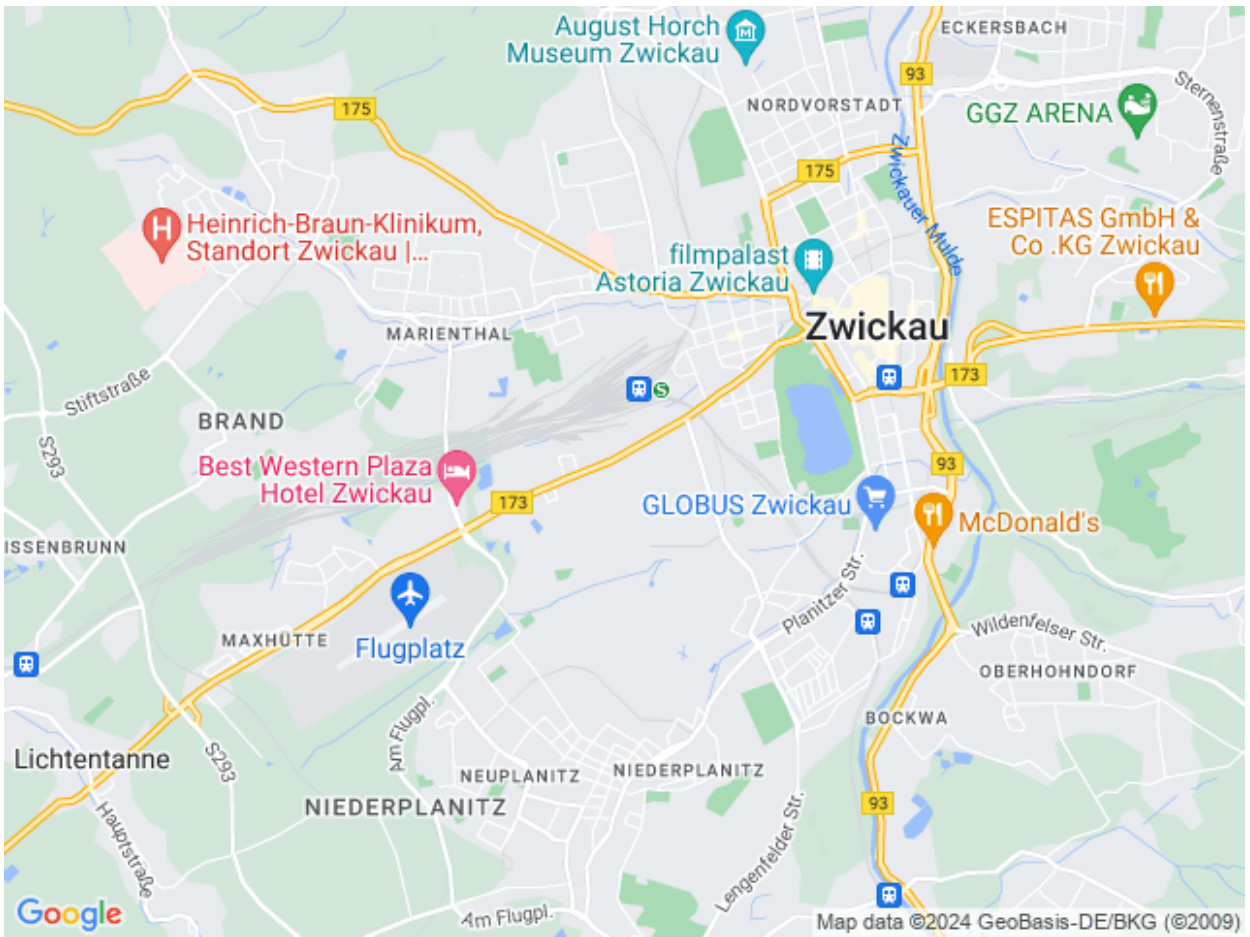 August Horch
Museum Zwickau
ECKERSBACH
93
NORDVORSTADT
175
GGZ ARENA
Sternenstraße
175
Zwickauer Mulde
Heinrich-Braun-Klinikum,
Standort Zwickau |...
ESPITAS GmbH &
Co .KG Zwickau
filmpalast
Astoria Zwickau
MARIENTHAL
Zwickau
Stiftstraße
173
S
BRAND
S293
Best Western Plaza
Hotel Zwickau
93
173
GLOBUS Zwickau
McDonald's
ISSENBRUNN
Planitzer Str.
MAXHÜTTE
Flugplatz
Wildenfelser Str.
OBERHOHNDORF
BOCKWA
Am Flugpl.
Lichtentanne
S293
NEUPLANITZ
NIEDERPLANITZ
NIEDERPLANITZ
93
Hauptstraße
Lengenfelder Str.
Google
Am Flugpl.
Map data ©2024 GeoBasis-DE/BKG (©2009)